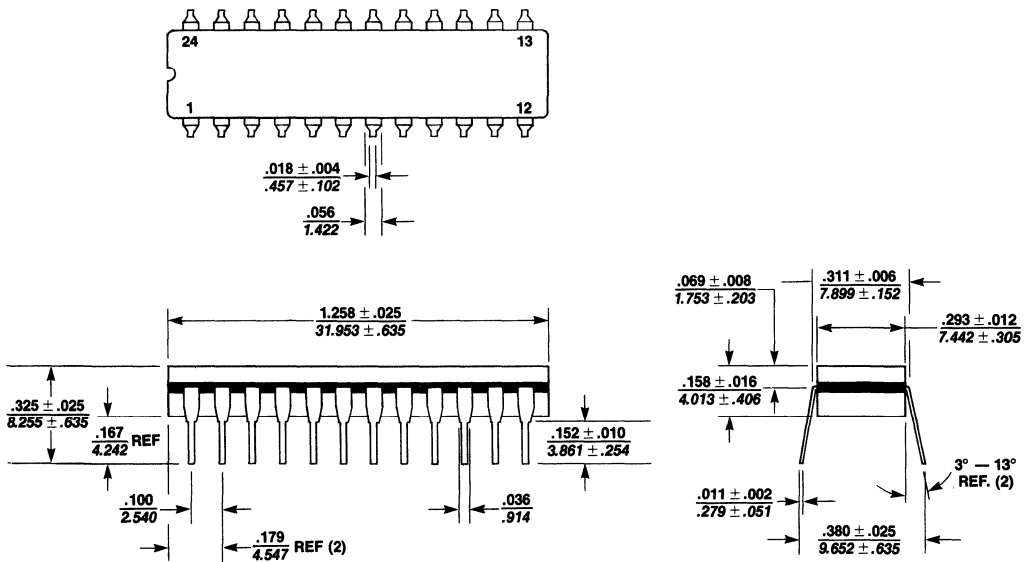 24
13
1
12
.018 ± .004
.457 ± .102
.056
1.422
1.258 ± .025
31.953 ± .635
.325 ± .025
8.255 ± .635
.167
4.242 REF
.152 ± .010
3.861 ± .254
.100
2.540
.036
.914
.179
4.547 REF (2)
.069 ± .008
1.753 ± .203
.311 ± .006
7.899 ± .152
.293 ± .012
7.442 ± .305
.158 ± .016
4.013 ± .406
3° — 13°
REF. (2)
.011 ± .002
.279 ± .051
.380 ± .025
9.652 ± .635